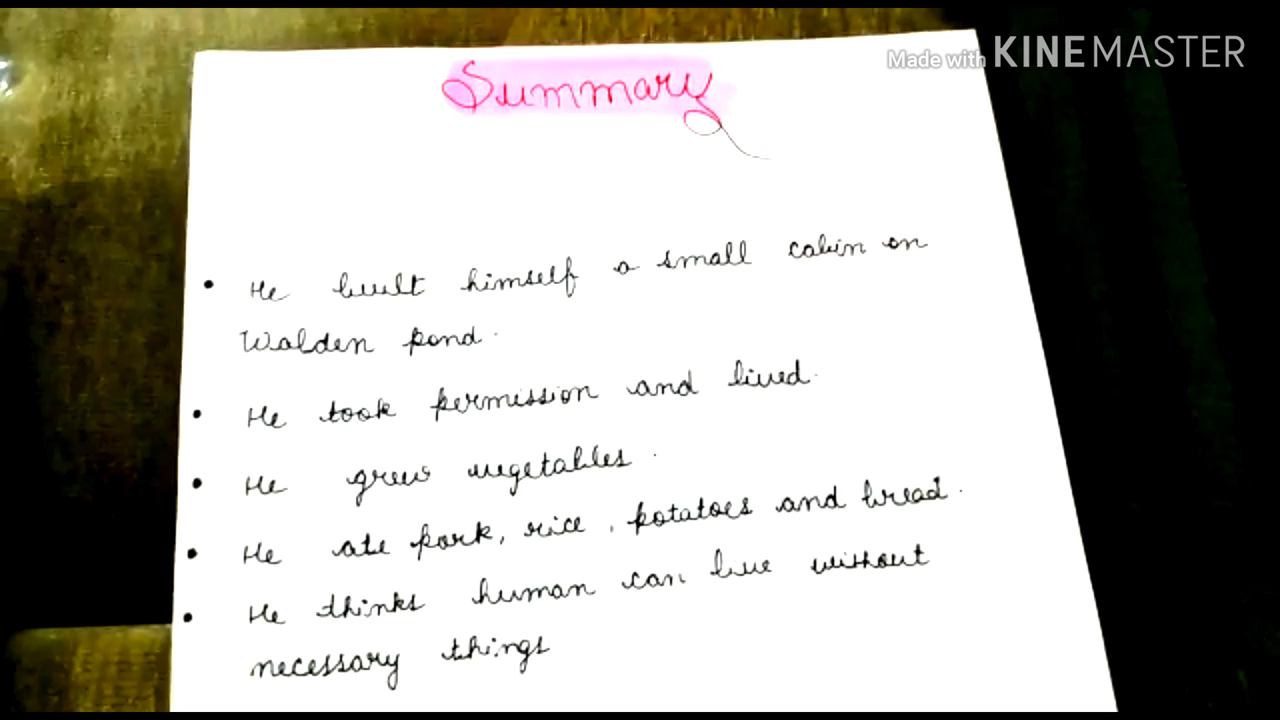 Made with KINEMASTER
Summary
• He built himself a small cabin on
Walden pond.
• He took permission and lived.
• He grew vegetables.
• He ate pork, rice, potatoes and bread.
• He thinks human can live without
necessary things